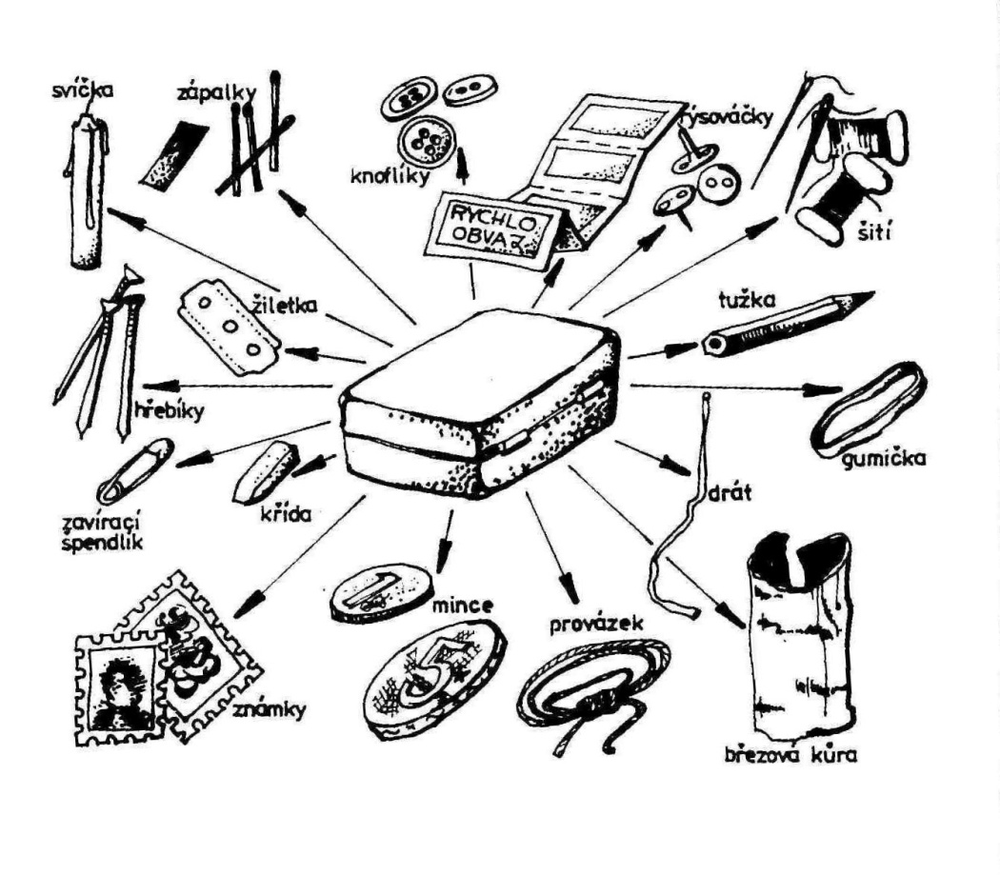 svíčka
zápalky
knoflíky
RYCHLO
OBVAZ
rýsováčky
šití
žiletka
tužka
hřebíky
gumička
zavírací
špendlík
křída
drát
mince
provázek
známky
březová kůra